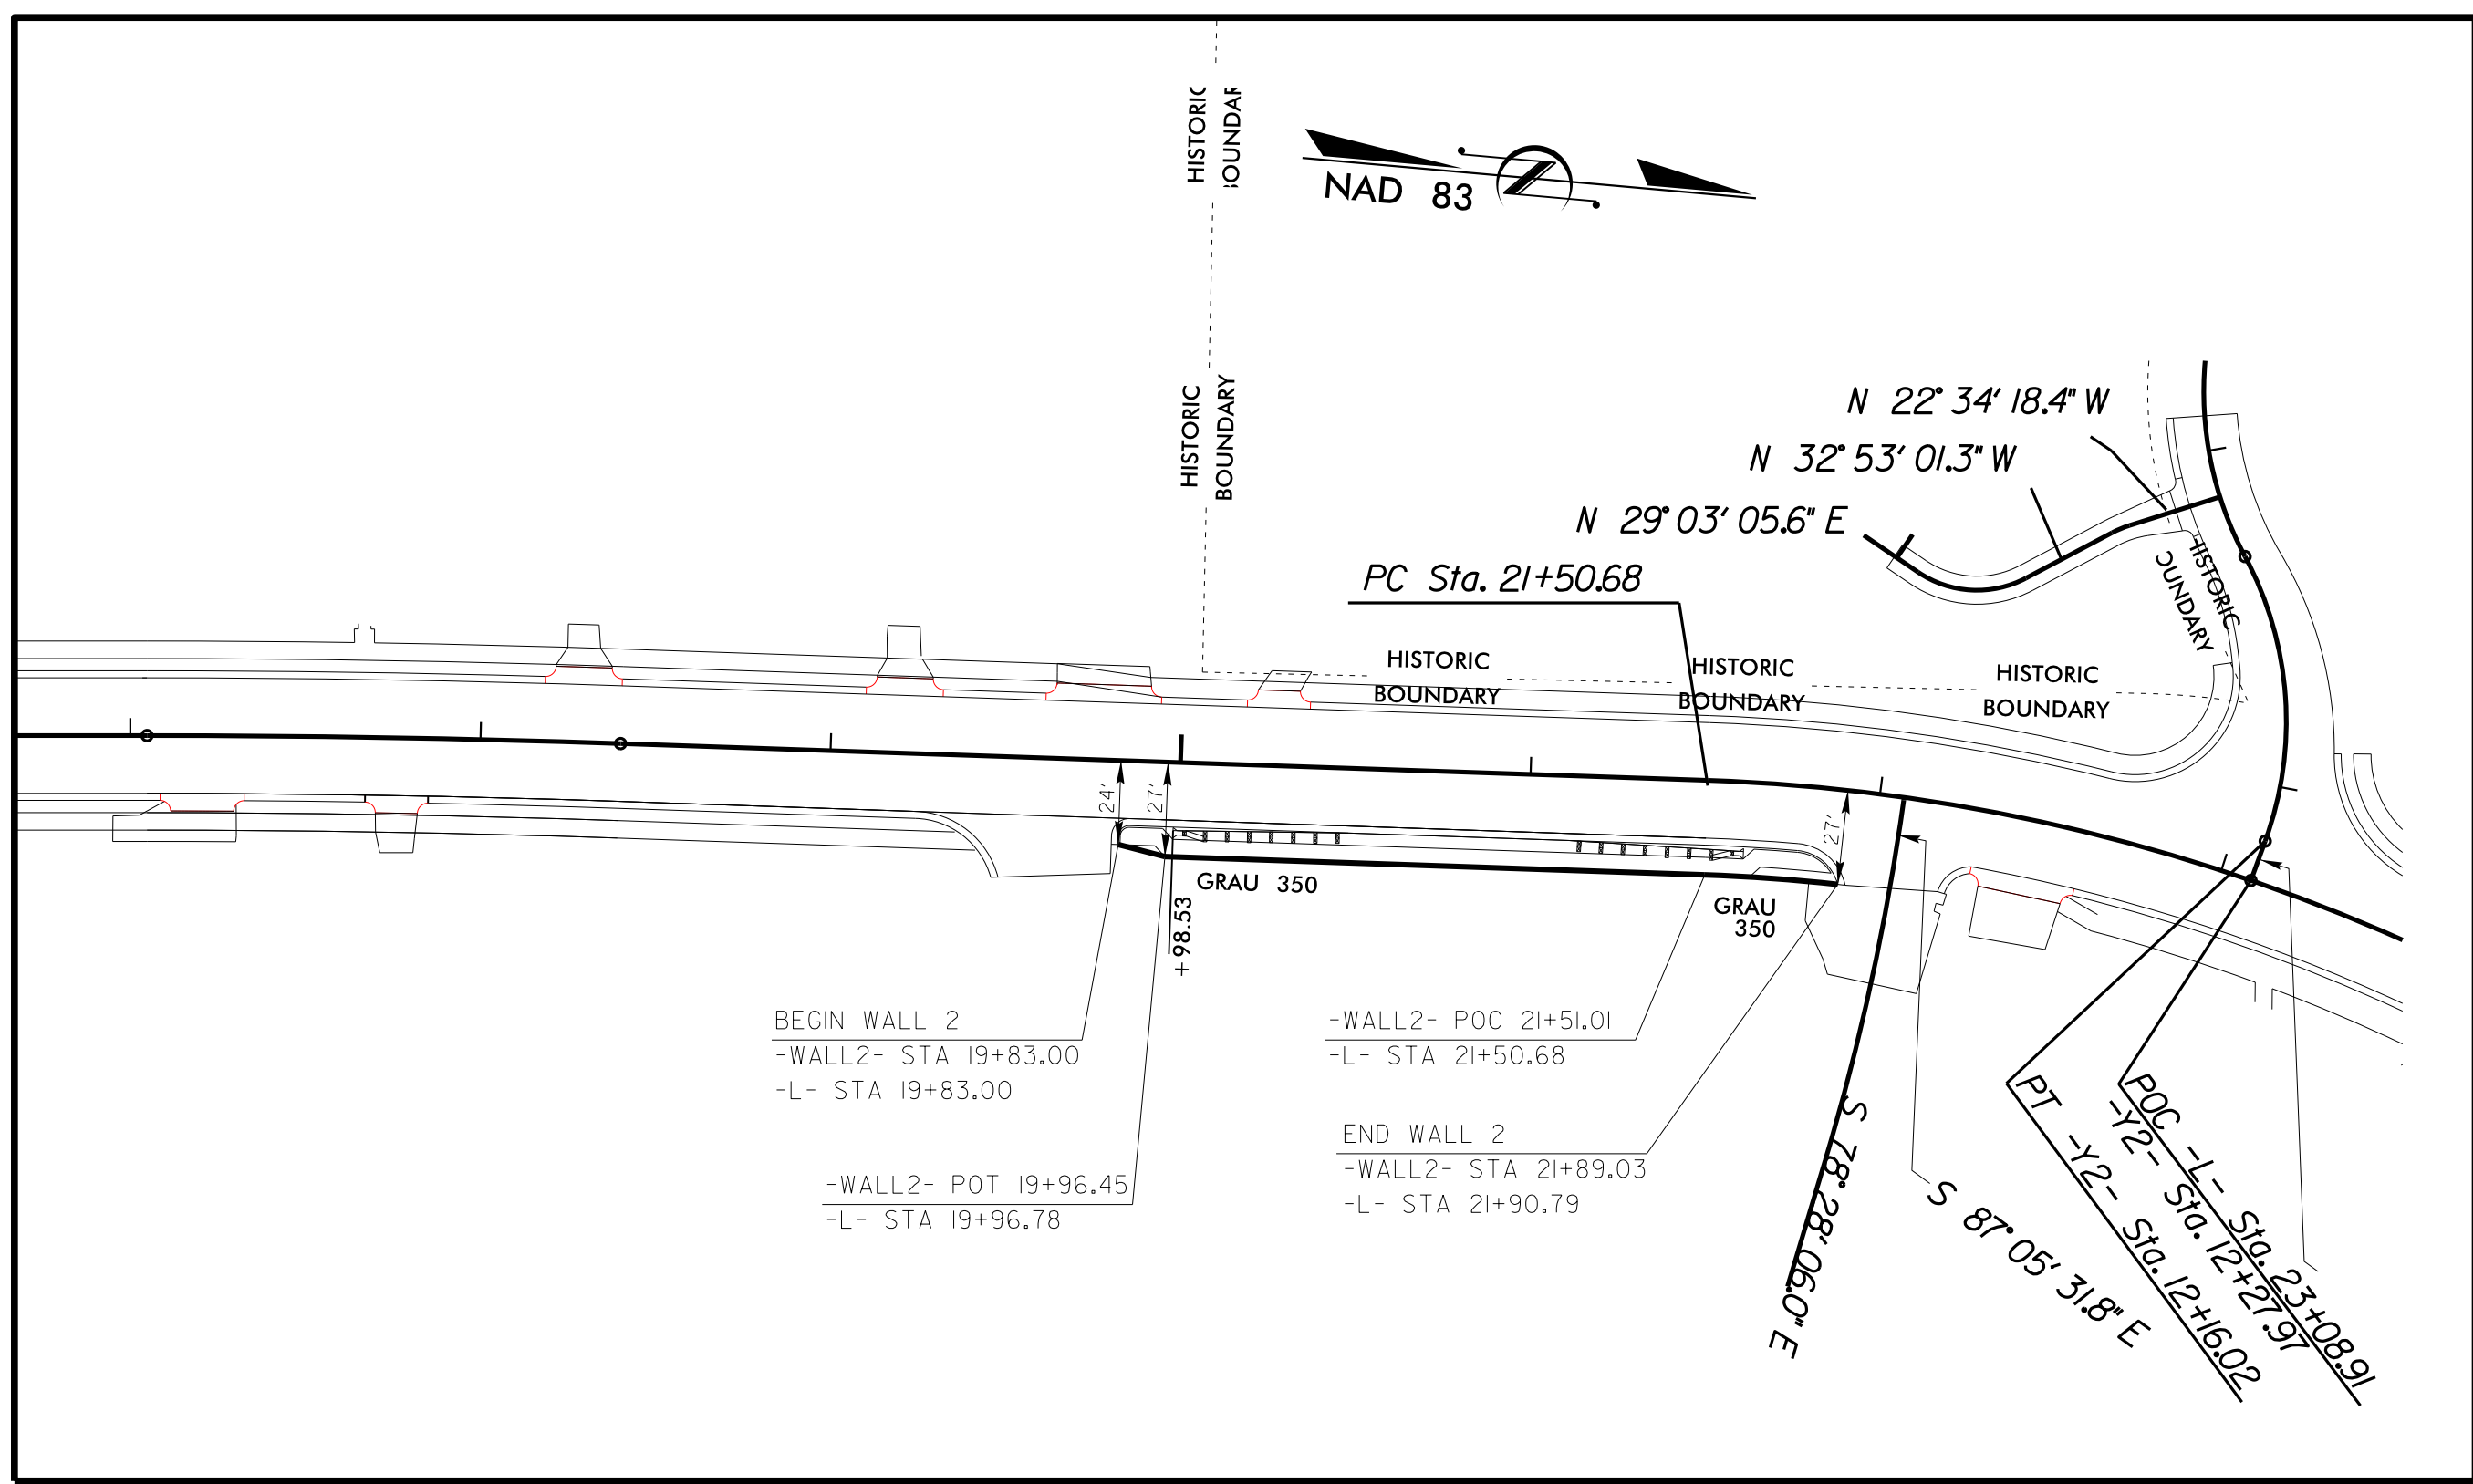 HISTORIC
BOUNDAR
NAD 83
HISTORIC
BOUNDARY
N 22° 34' 18.4" W
N 32° 53' 01.3" W
N 29° 03' 05.6" E
PC Sta. 21+50.68
HISTORIC
BOUNDARY
HISTORIC
BOUNDARY
HISTORIC
BOUNDARY
HISTORIC
OUNDARY
24'
27'
27'
GRAU 350
GRAU
350
+98.53
BEGIN WALL 2
-WALL2- STA 19+83.00
-L- STA 19+83.00
-WALL2- POC 21+51.01
-L- STA 21+50.68
END WALL 2
-WALL2- STA 21+89.03
-L- STA 21+90.79
-WALL2- POT 19+96.45
-L- STA 19+96.78
S 78° 28' 06.0" E
S 87° 05' 31.8" E
PT -Y2- Sta. 12+16.02
POC -L- Sta. 23+08.91
-Y2- Sta. 12+27.97